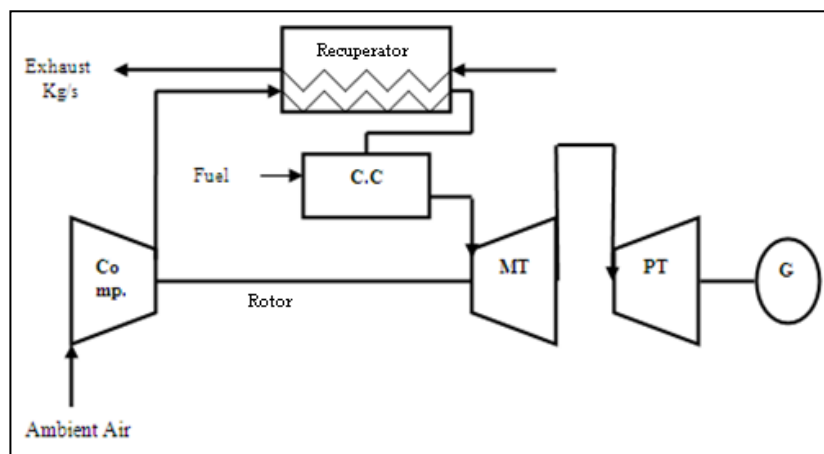 Recuperator
Exhaust
Kg/s
Fuel
C.C
Co
mp.
MT
PT
G
Rotor
Ambient Air